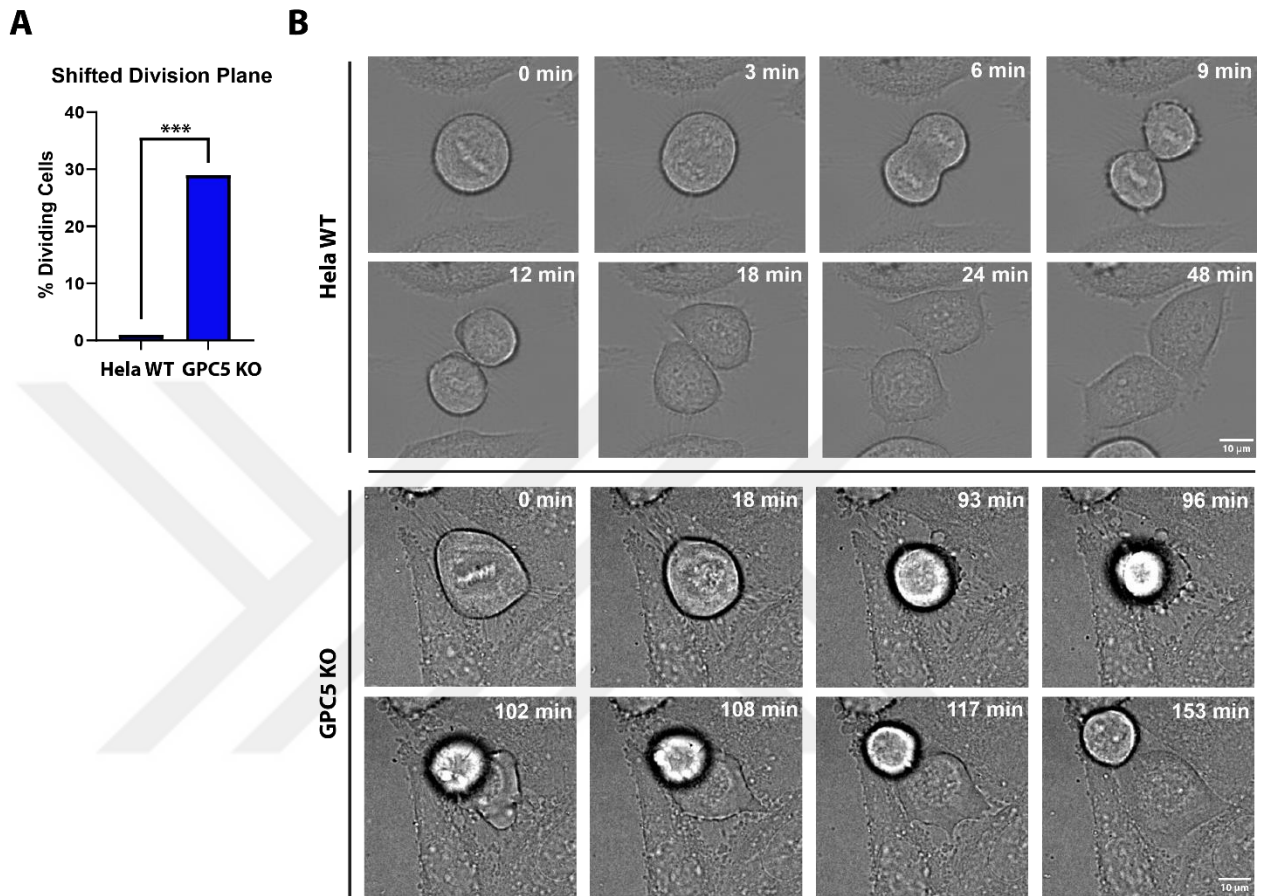 A
B
Shifted Division Plane
***
40
30
20
10
0
% Dividing Cells
Hela WT GPC5 KO
Hela WT
0 min 3 min 6 min 9 min
12 min 18 min 24 min 48 min
10 µm
GPC5 KO
0 min 18 min 93 min 96 min
102 min 108 min 117 min 153 min
10 µm